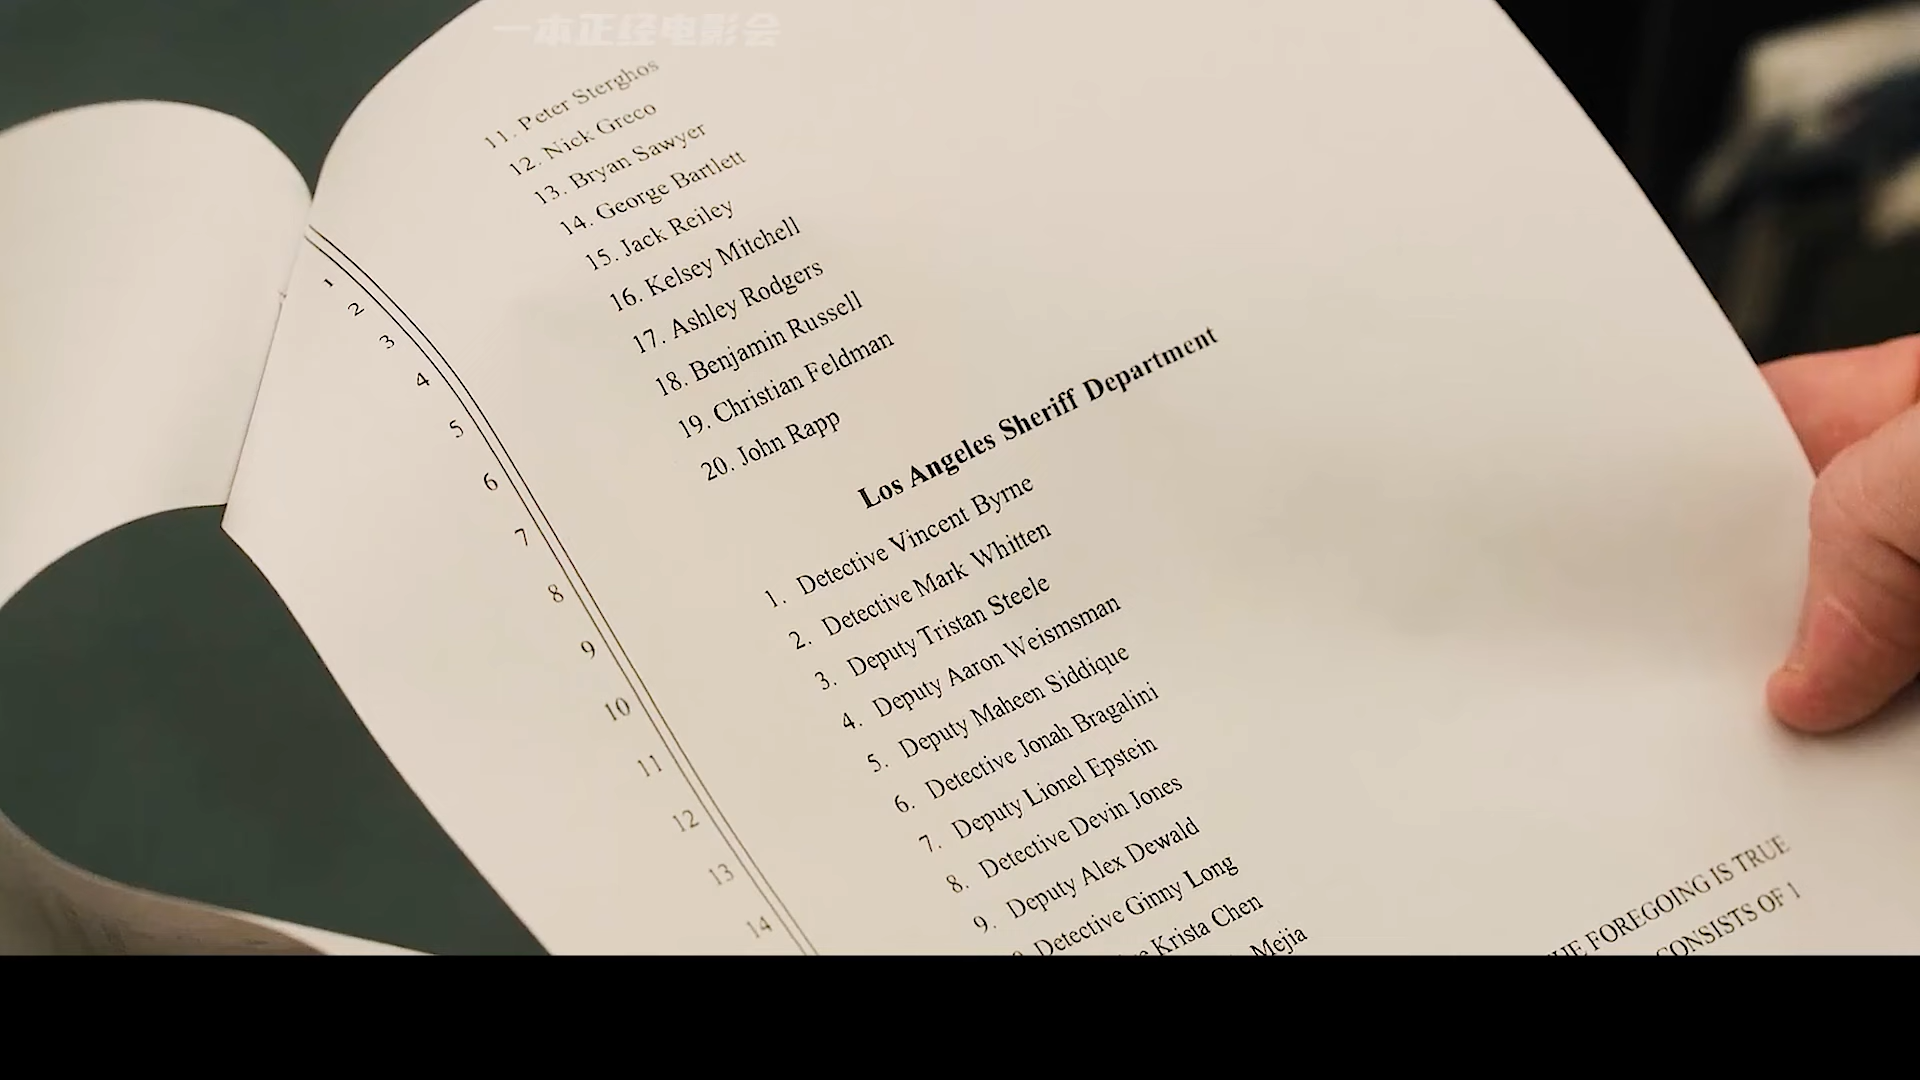 一本正经电影会
11. Peter Sterghos
12. Nick Greco
13. Bryan Sawyer
14. George Bartlett
15. Jack Reiley
16. Kelsey Mitchell
17. Ashley Rodgers
18. Benjamin Russell
19. Christian Feldman
20. John Rapp
Los Angeles Sheriff Department
1. Detective Vincent Byrne
2. Detective Mark Whitten
3. Deputy Tristan Steele
4. Deputy Aaron Weismsman
5. Deputy Maheen Siddique
6. Detective Jonah Bragalini
7. Deputy Lionel Epstein
8. Detective Devin Jones
9. Deputy Alex Dewald
Detective Ginny Long
Krista Chen
Mejia
FOREGOING IS TRUE
CONSISTS OF 1
1
2
3
4
5
6
7
8
9
10
11
12
13
14